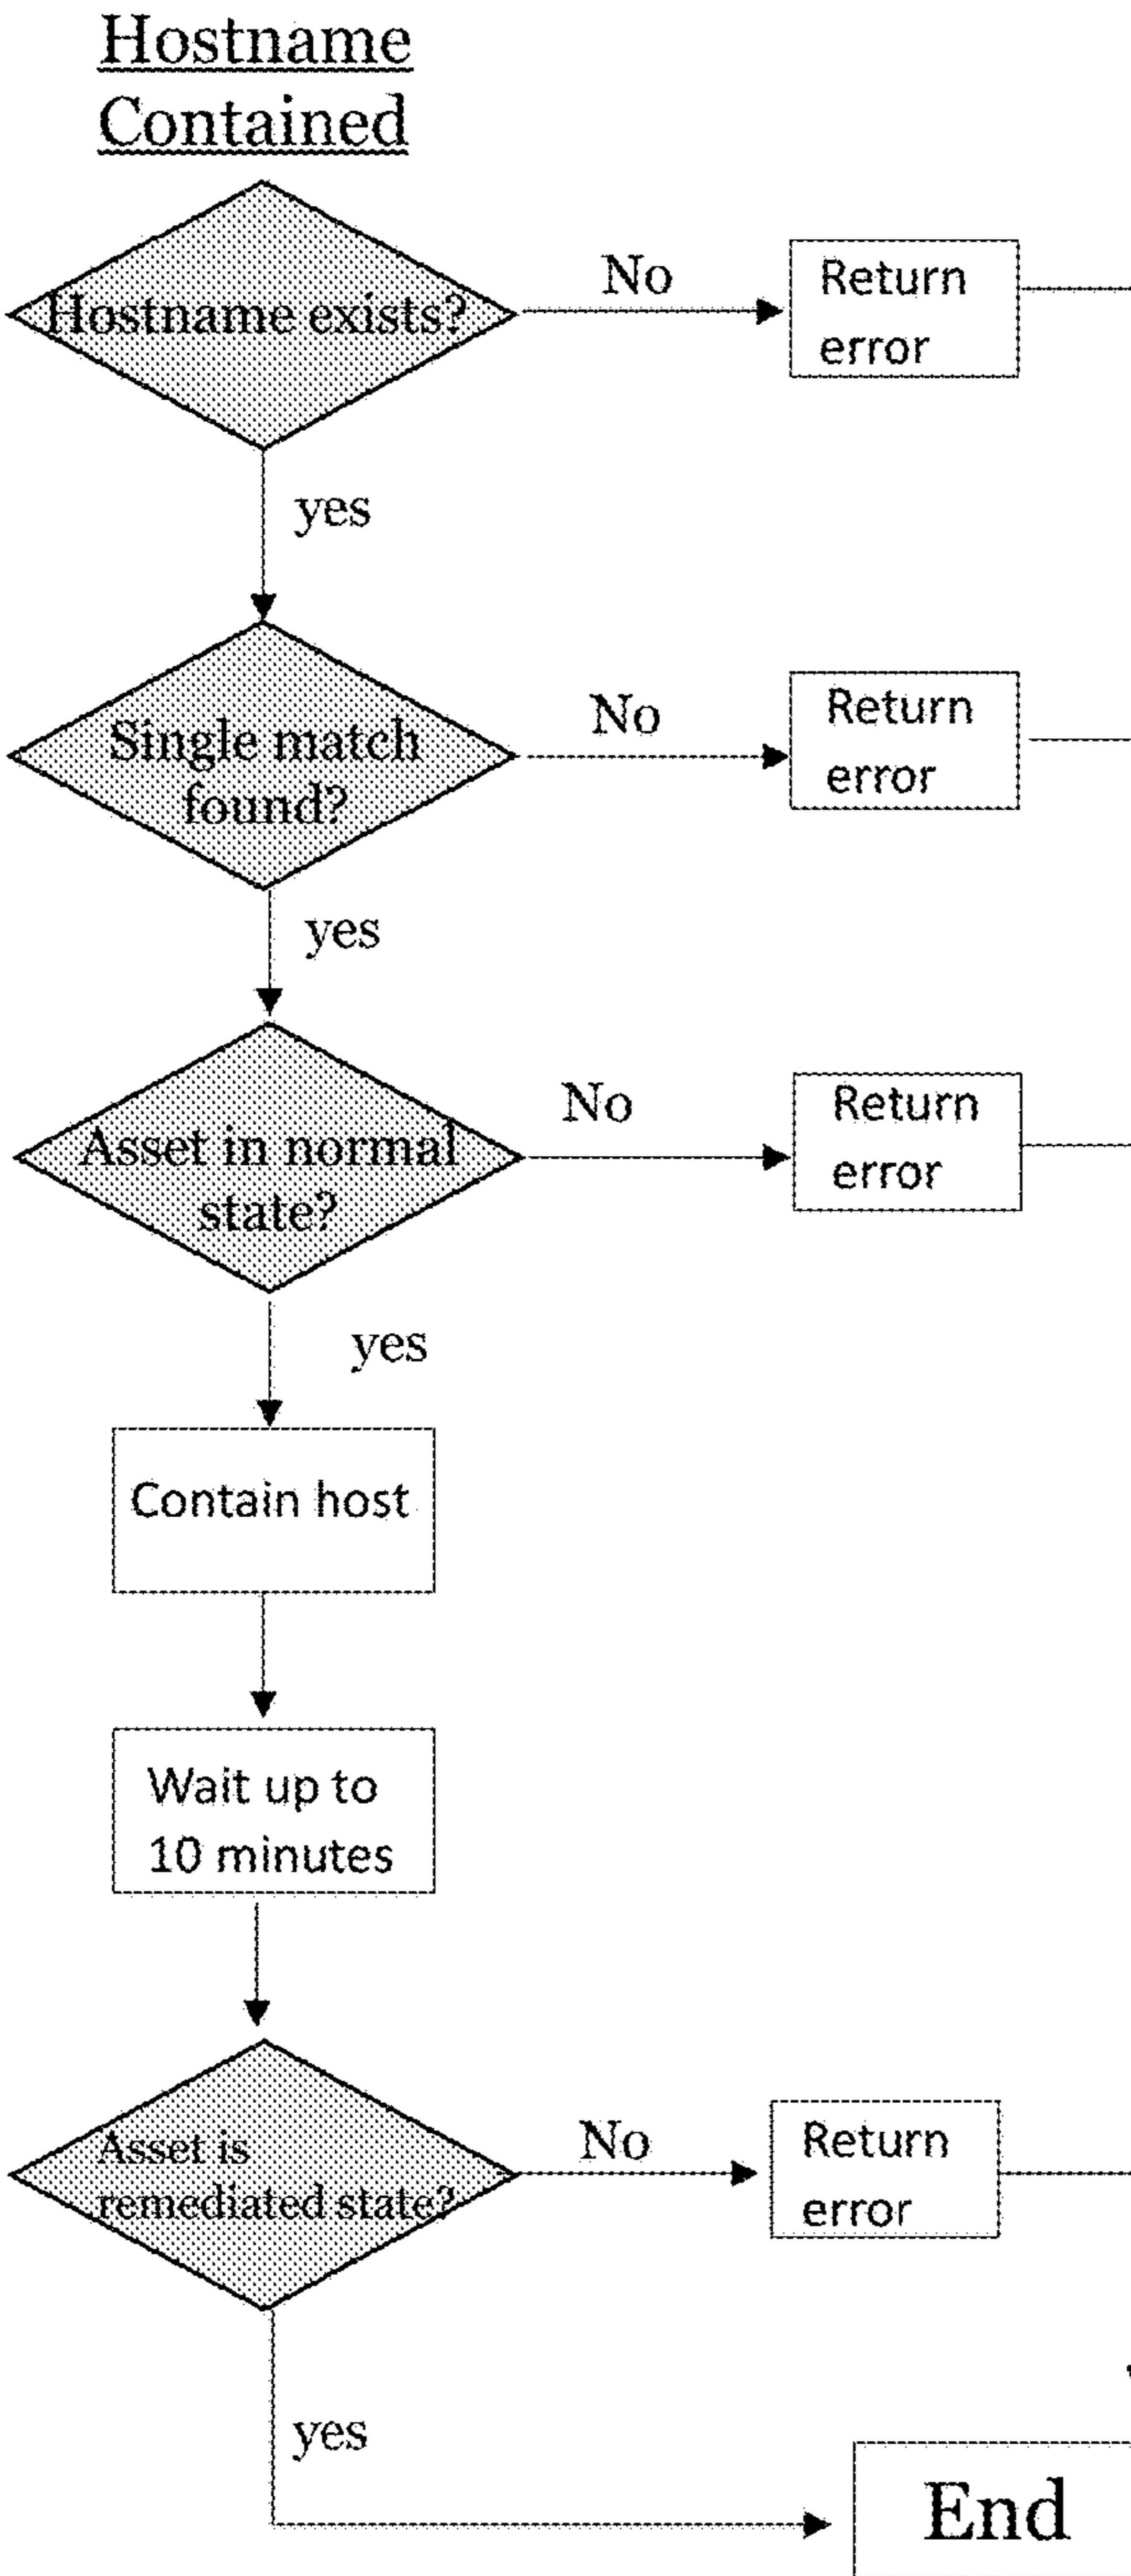 Hostname
Contained
Hostname exists?
No
Return
error
yes
Single match
found?
No
Return
error
yes
Asset in normal
state?
No
Return
error
yes
Contain host
Wait up to
10 minutes
Asset is
remediated state?
No
Return
error
yes
End